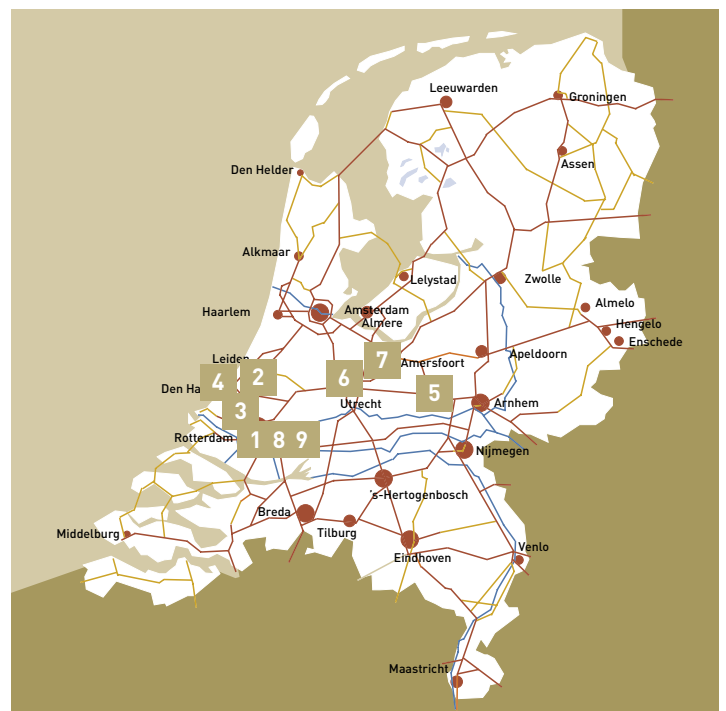 Leeuwarden
Groningen
Assen
Den Helder
Alkmaar
Lelystad
Zwolle
Haarlem
Amsterdam
Almere
Almelo
Hengelo
Enschede
Leiden
7
Amersfoort
Apeldoorn
4
2
6
5
Den Ha
Utrecht
Arnhem
3
Rotterdam
1 8 9
Nijmegen
's-Hertogenbosch
Breda
Tilburg
Middelburg
Eindhoven
Venlo
Maastricht